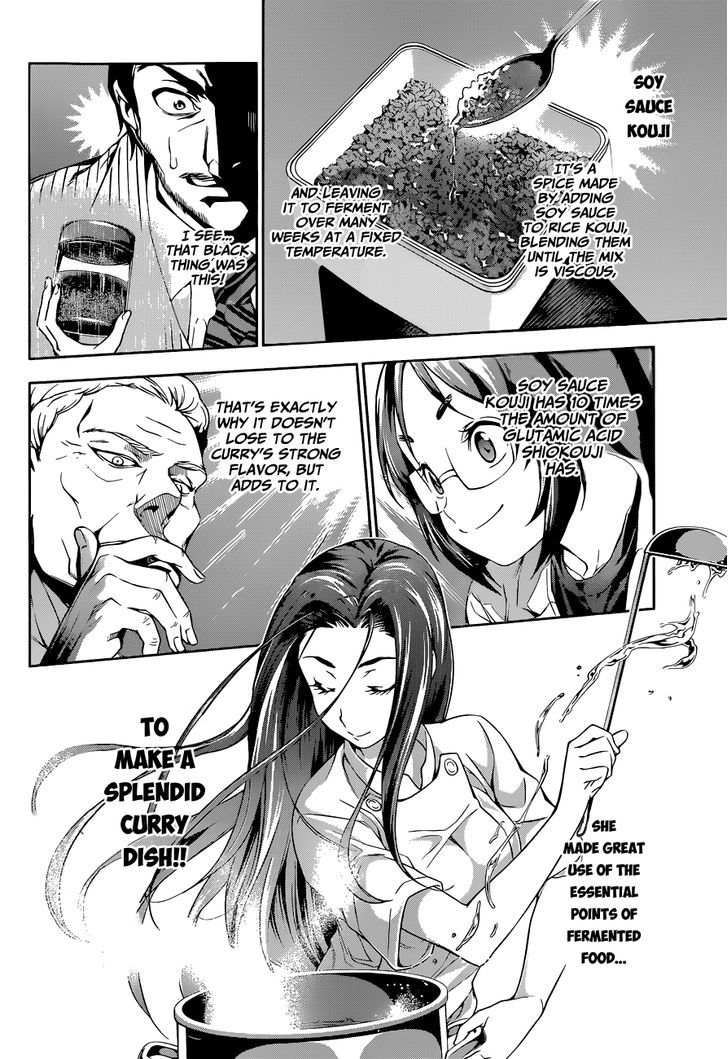 SOY
SAUCE
KOUJI
IT'S A
SPICE MADE
BY ADDING
SOY SAUCE
TO RICE KOUJI,
BLENDING THEM
UNTIL THE MIX
IS VISCOUS,
AND LEAVING
IT TO FERMENT
OVER MANY
WEEKS AT A FIXED
TEMPERATURE.
I SEE...
THAT BLACK
THING WAS
THIS!
SOY SAUCE
KOUJI HAS 10 TIMES
THE AMOUNT OF
GLUTAMIC ACID
SHIOKOUJI
HAS.
THAT'S EXACTLY
WHY IT DOESN'T
LOSE TO THE
CURRY'S STRONG
FLAVOR, BUT
ADDS TO IT.
SHE
MADE GREAT
USE OF THE
ESSENTIAL
POINTS OF
FERMENTED
FOOD...
TO
MAKE A
SPLENDID
CURRY
DISH!!